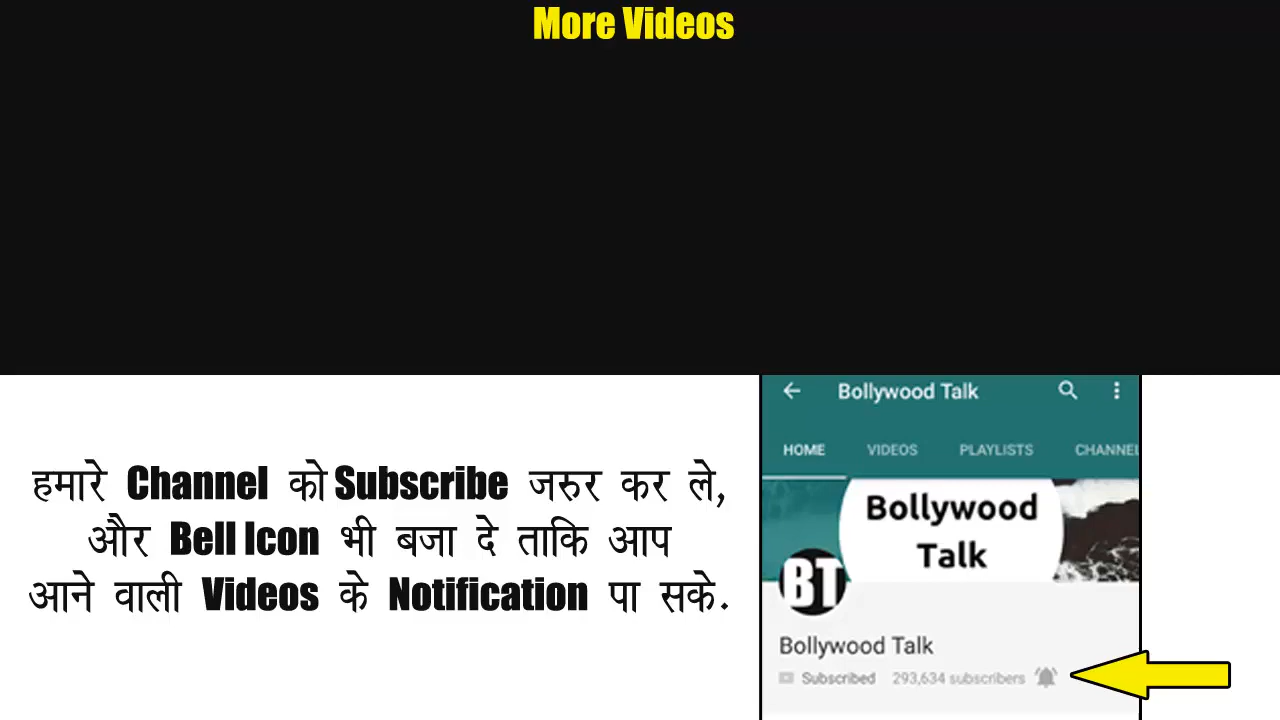 More Videos
हमारे Channel को Subscribe जरुर कर ले,
और Bell Icon भी बजा दे ताकि आप
आने वाली Videos के Notification पा सके.
Bollywood Talk
HOME VIDEOS PLAYLISTS CHANNEL
Bollywood
Talk
BT
Bollywood Talk
Subscribed 293,634 subscribers